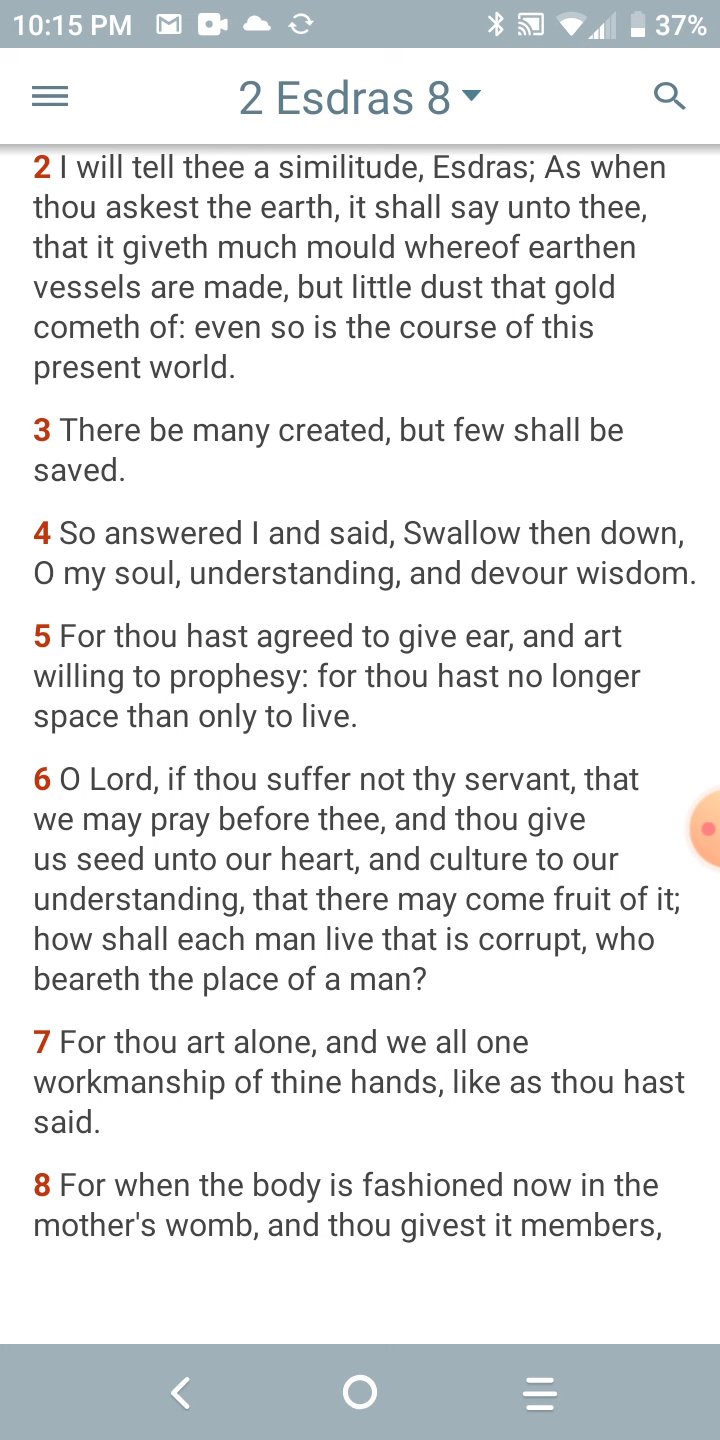 10:15 PM
37%
2 Esdras 8
2 I will tell thee a similitude, Esdras; As when
thou askest the earth, it shall say unto thee,
that it giveth much mould whereof earthen
vessels are made, but little dust that gold
cometh of: even so is the course of this
present world.
3 There be many created, but few shall be
saved.
4 So answered I and said, Swallow then down,
O my soul, understanding, and devour wisdom.
5 For thou hast agreed to give ear, and art
willing to prophesy: for thou hast no longer
space than only to live.
6 O Lord, if thou suffer not thy servant, that
we may pray before thee, and thou give
us seed unto our heart, and culture to our
understanding, that there may come fruit of it;
how shall each man live that is corrupt, who
beareth the place of a man?
7 For thou art alone, and we all one
workmanship of thine hands, like as thou hast
said.
8 For when the body is fashioned now in the
mother's womb, and thou givest it members,